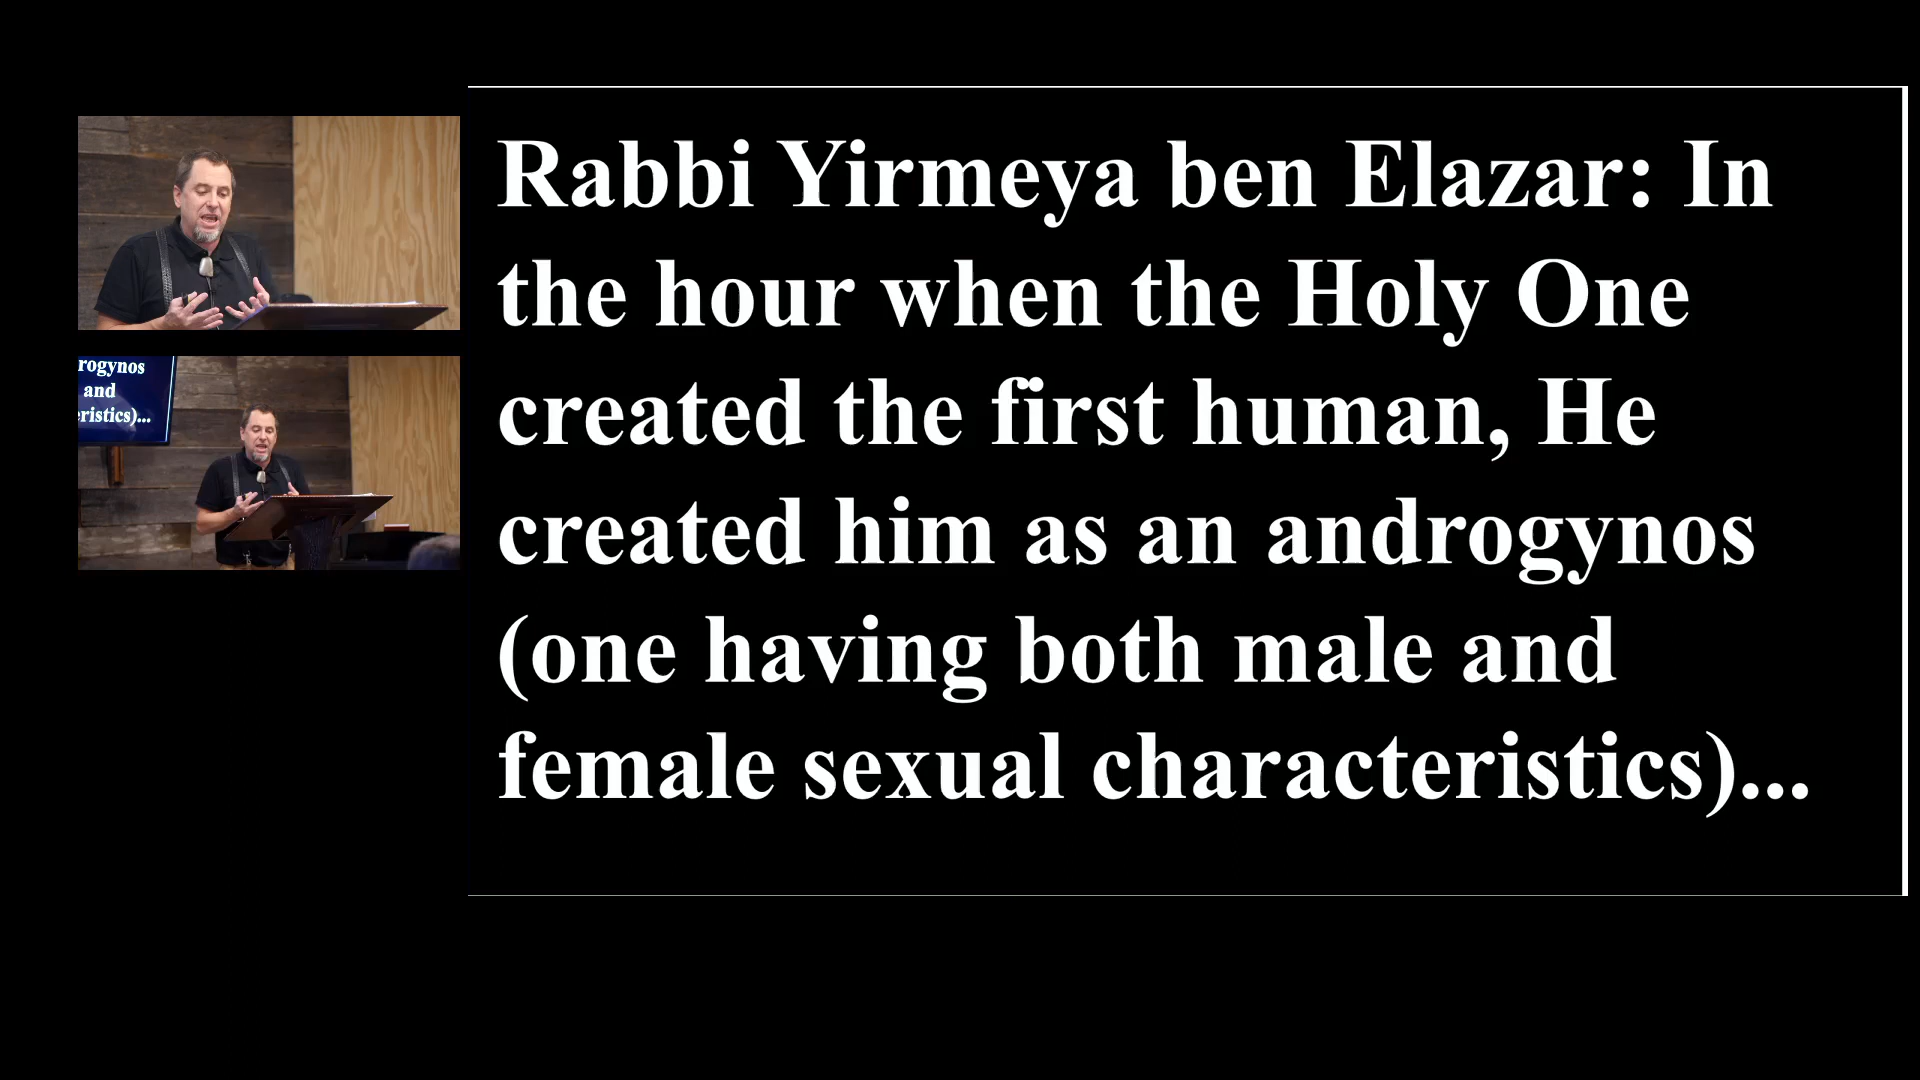 Rabbi Yirmeya ben Elazar: In
the hour when the Holy One
created the first human, He
created him as an androgynos
(one having both male and
female sexual characteristics)...
rogynos
and
eristics)...